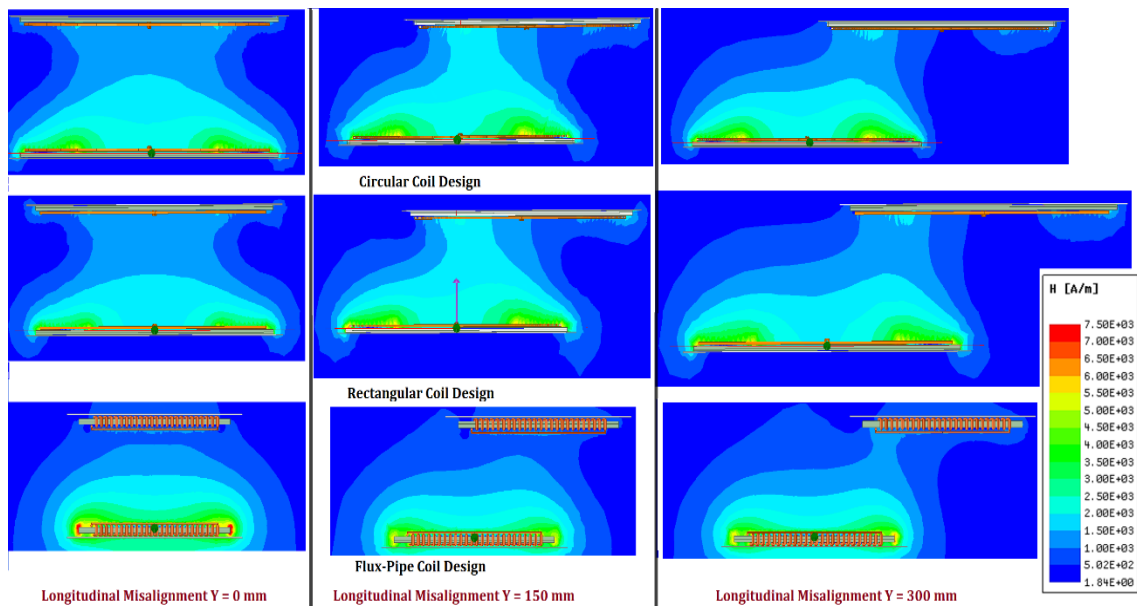 Circular Coil Design
Rectangular Coil Design
H [A/m]
7.50E+03
7.00E+03
6.50E+03
6.00E+03
5.50E+03
5.00E+03
4.50E+03
4.00E+03
3.50E+03
3.00E+03
2.50E+03
2.00E+03
1.50E+03
1.00E+03
5.02E+02
1.84E+00
Flux-Pipe Coil Design
Longitudinal Misalignment Y = 0 mm
Longitudinal Misalignment Y = 150 mm
Longitudinal Misalignment Y = 300 mm